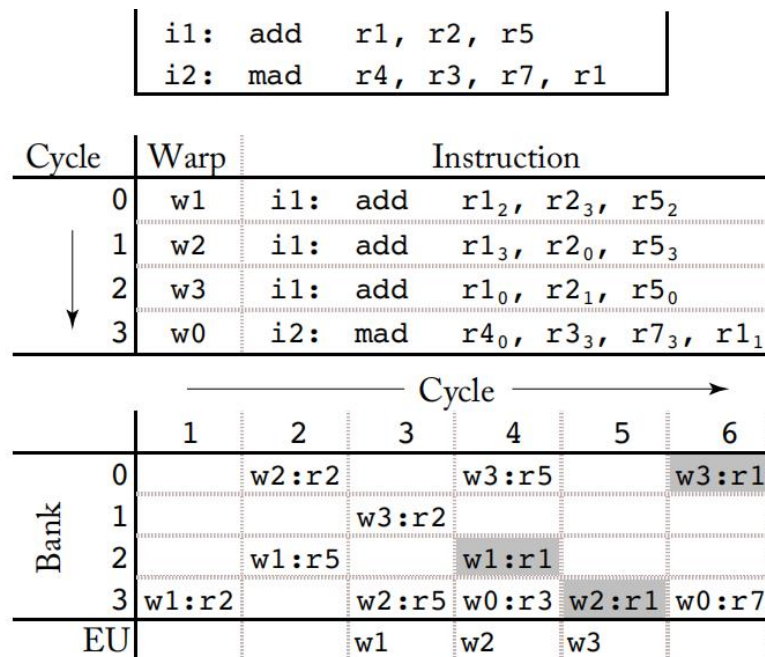 i1: add r1, r2, r5
i2: mad r4, r3, r7, r1
Cycle Warp Instruction
0 w1 i1: add r1₂, r2₃, r5₂
1 w2 i1: add r1₃, r2₀, r5₃
2 w3 i1: add r1₀, r2₁, r5₀
3 w0 i2: mad r4₀, r3₃, r7₃, r1₁
Cycle
1 2 3 4 5 6
Bank
0 w2:r2 w3:r5 w3:r1
1 w3:r2
2 w1:r5 w1:r1
3 w1:r2 w2:r5 w0:r3 w2:r1 w0:r7
EU w1 w2 w3